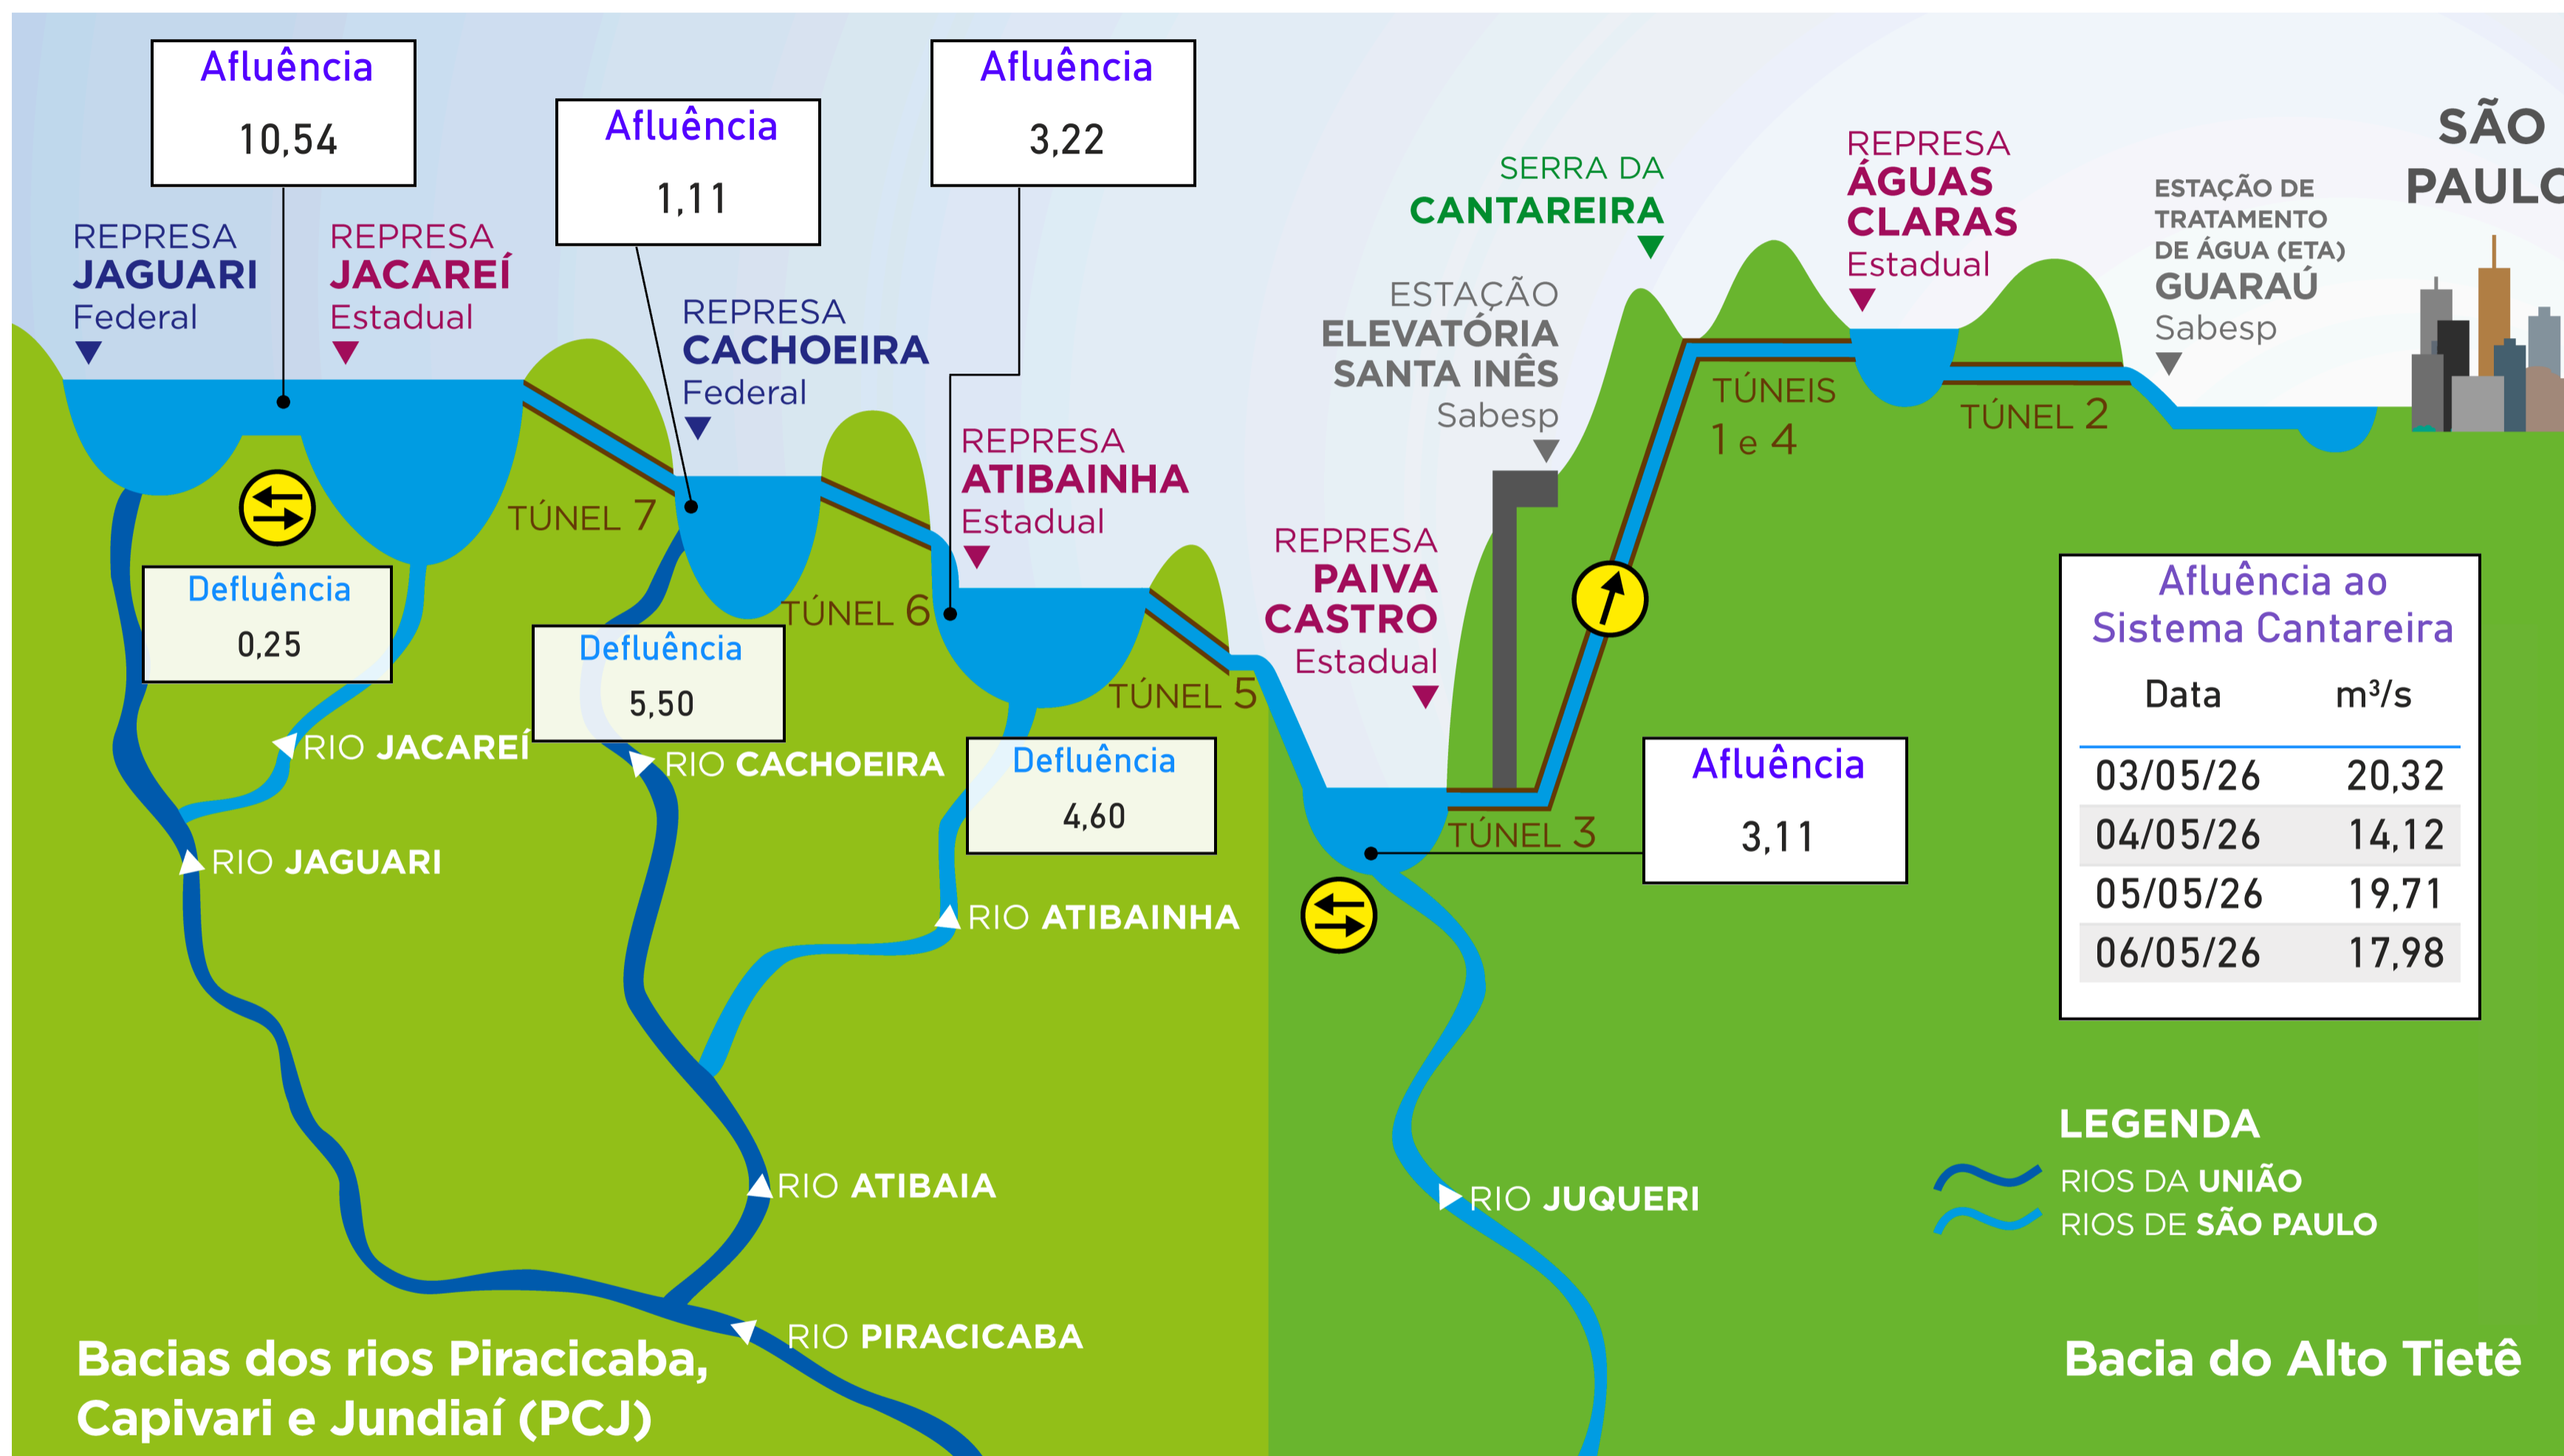 Afluência
10,54
Afluência
1,11
Afluência
3,22
REPRESA
JAGUARI
Federal
REPRESA
JACAREÍ
Estadual
REPRESA
CACHOEIRA
Federal
REPRESA
ATIBAINHA
Estadual
SERRA DA
CANTAREIRA
ESTAÇÃO
ELEVATÓRIA
SANTA INÊS
Sabesp
REPRESA
ÁGUAS
CLARAS
Estadual
ESTAÇÃO DE
TRATAMENTO
DE ÁGUA (ETA)
GUARAÚ
Sabesp
SÃO
PAULO
TÚNEIS
1 e 4
TÚNEL 2
TÚNEL 7
TÚNEL 6
TÚNEL 5
REPRESA
PAIVA
CASTRO
Estadual
TÚNEL 3
Defluência
0,25
Defluência
5,50
Defluência
4,60
Afluência
3,11
Afluência ao
Sistema Cantareira
Data m³/s
03/05/26 20,32
04/05/26 14,12
05/05/26 19,71
06/05/26 17,98
RIO JACAREÍ
RIO CACHOEIRA
RIO JAGUARI
RIO ATIBAINHA
RIO ATIBAIA
RIO JUQUERI
RIO PIRACICABA
LEGENDA
RIOS DA UNIÃO
RIOS DE SÃO PAULO
Bacias dos rios Piracicaba,
Capivari e Jundiaí (PCJ)
Bacia do Alto Tietê